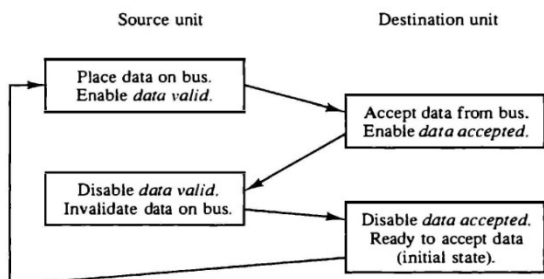 Source unit
Destination unit
Place data on bus.
Enable data valid.
Accept data from bus.
Enable data accepted.
Disable data valid.
Invalidate data on bus.
Disable data accepted.
Ready to accept data
(initial state).